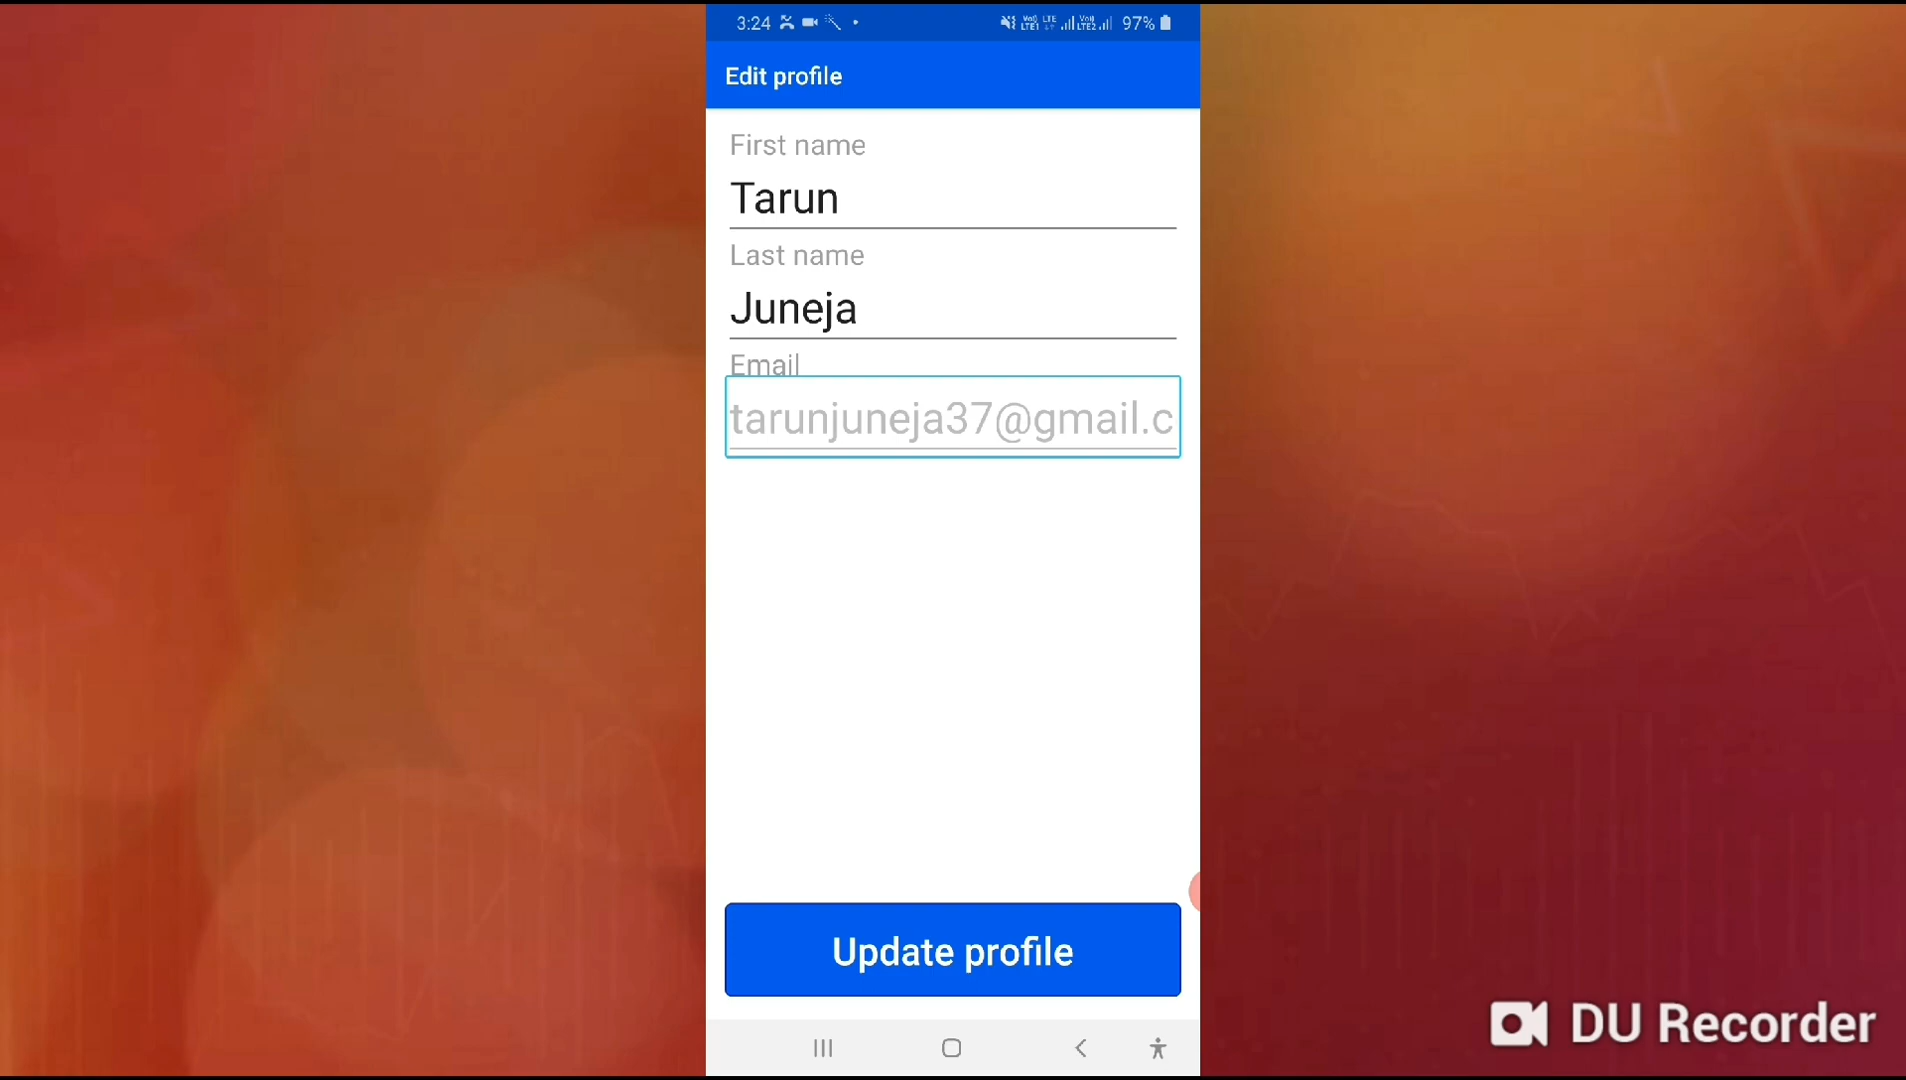 3:24 97%
Edit profile
First name
Tarun
Last name
Juneja
Email
tarunjuneja37@gmail.c
Update profile
DU Recorder